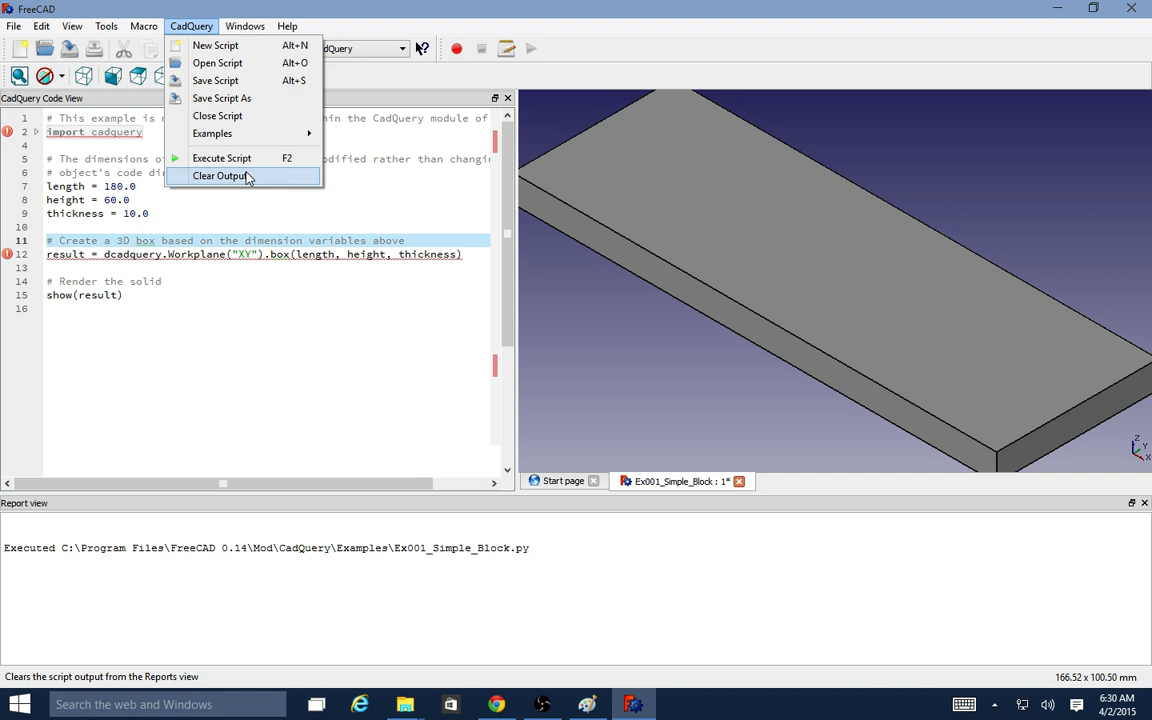 FreeCAD
File Edit View Tools Macro CadQuery Windows Help
New Script Alt+N
Open Script Alt+O
Save Script Alt+S
Save Script As
Close Script
Examples
Execute Script F2
Clear Output
dQuery
CadQuery Code View
1 # This example is m hin the CadQuery module of
2 import cadquery
4
5 # The dimensions o odified rather than changi
6 # object's code di
7 length = 180.0
8 height = 60.0
9 thickness = 10.0
10
11 # Create a 3D box based on the dimension variables above
12 result = dcadquery.Workplane("XY").box(length, height, thickness)
13
14 # Render the solid
15 show(result)
16
Z
Y
X
Start page
Ex001_Simple_Block : 1*
Report view
Executed C:\Program Files\FreeCAD 0.14\Mod\CadQuery\Examples\Ex001_Simple_Block.py
Clears the script output from the Reports view
166.52 x 100.50 mm
Search the web and Windows
6:30 AM
4/2/2015